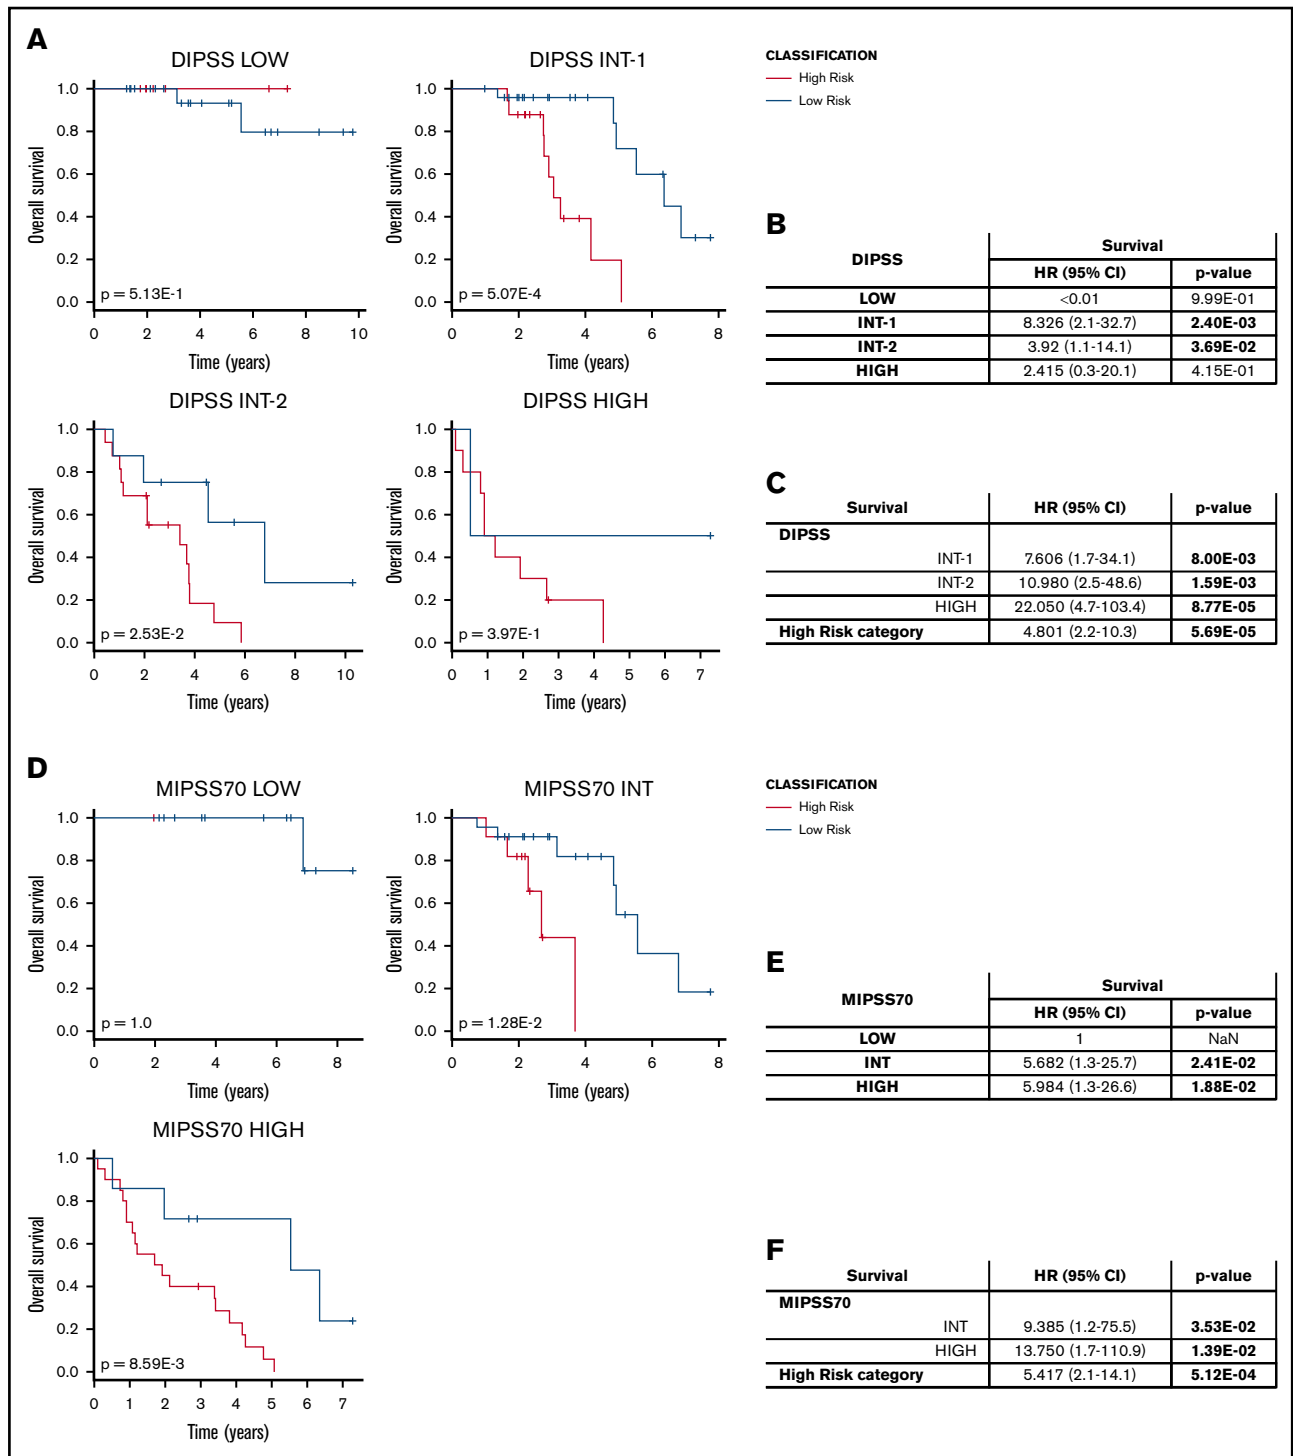 A
DIPSS LOW
Overall survival
1.0
0.8
0.6
0.4
0.2
0.0
p = 5.13E-1
0 2 4 6 8 10
Time (years)
DIPSS INT-1
Overall survival
1.0
0.8
0.6
0.4
0.2
0.0
p = 5.07E-4
0 2 4 6 8
Time (years)
CLASSIFICATION
High Risk
Low Risk
B
DIPSS Survival
HR (95% CI) p-value
LOW <0.01 9.99E-01
INT-1 8.326 (2.1-32.7) 2.40E-03
INT-2 3.92 (1.1-14.1) 3.69E-02
HIGH 2.415 (0.3-20.1) 4.15E-01
DIPSS INT-2
Overall survival
1.0
0.8
0.6
0.4
0.2
0.0
p = 2.53E-2
0 2 4 6 8 10
Time (years)
DIPSS HIGH
Overall survival
1.0
0.8
0.6
0.4
0.2
0.0
p = 3.97E-1
0 1 2 3 4 5 6 7
Time (years)
C
Survival HR (95% CI) p-value
DIPSS
INT-1 7.606 (1.7-34.1) 8.00E-03
INT-2 10.980 (2.5-48.6) 1.59E-03
HIGH 22.050 (4.7-103.4) 8.77E-05
High Risk category 4.801 (2.2-10.3) 5.69E-05
D
MIPSS70 LOW
Overall survival
1.0
0.8
0.6
0.4
0.2
0.0
p = 1.0
0 2 4 6 8
Time (years)
MIPSS70 INT
Overall survival
1.0
0.8
0.6
0.4
0.2
0.0
p = 1.28E-2
0 2 4 6 8
Time (years)
CLASSIFICATION
High Risk
Low Risk
E
MIPSS70 Survival
HR (95% CI) p-value
LOW 1 NaN
INT 5.682 (1.3-25.7) 2.41E-02
HIGH 5.984 (1.3-26.6) 1.88E-02
MIPSS70 HIGH
Overall survival
1.0
0.8
0.6
0.4
0.2
0.0
p = 8.59E-3
0 1 2 3 4 5 6 7
Time (years)
F
Survival HR (95% CI) p-value
MIPSS70
INT 9.385 (1.2-75.5) 3.53E-02
HIGH 13.750 (1.7-110.9) 1.39E-02
High Risk category 5.417 (2.1-14.1) 5.12E-04